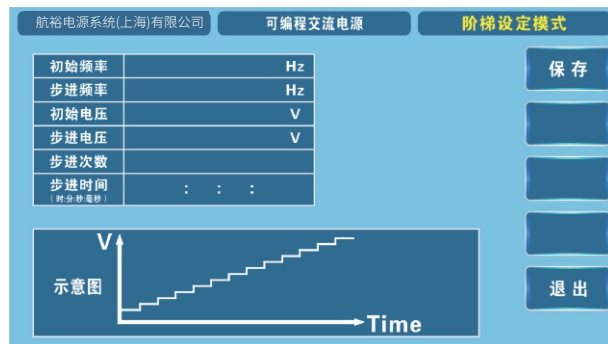 航裕电源系统(上海)有限公司 可编程交流电源 阶梯设定模式
初始频率 Hz
步进频率 Hz
初始电压 V
步进电压 V
步进次数
步进时间 : : :
(时:分:秒:毫秒)
保存
V
示意图
Time
退出